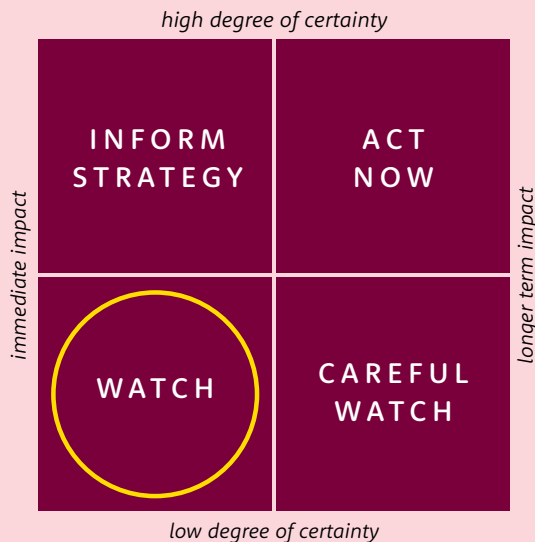 high degree of certainty
INFORM
STRATEGY
ACT
NOW
immediate impact
longer term impact
WATCH
CAREFUL
WATCH
low degree of certainty